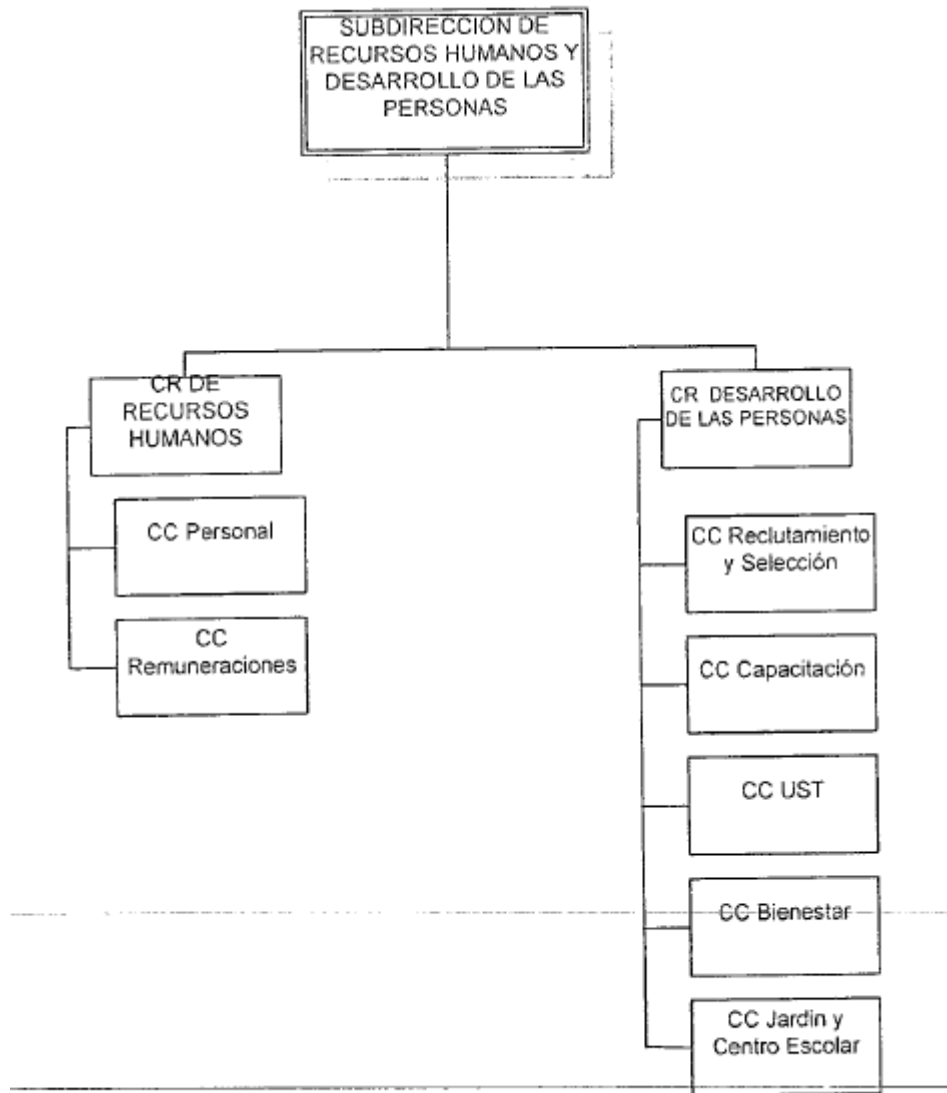 SUBDIRECCION DE
RECURSOS HUMANOS Y
DESARROLLO DE LAS
PERSONAS
CR DE
RECURSOS
HUMANOS
CC Personal
CC
Remuneraciones
CR DESARROLLO
DE LAS PERSONAS
CC Reclutamiento
y Selección
CC Capacitación
CC UST
CC Bienestar
CC Jardin y
Centro Escolar